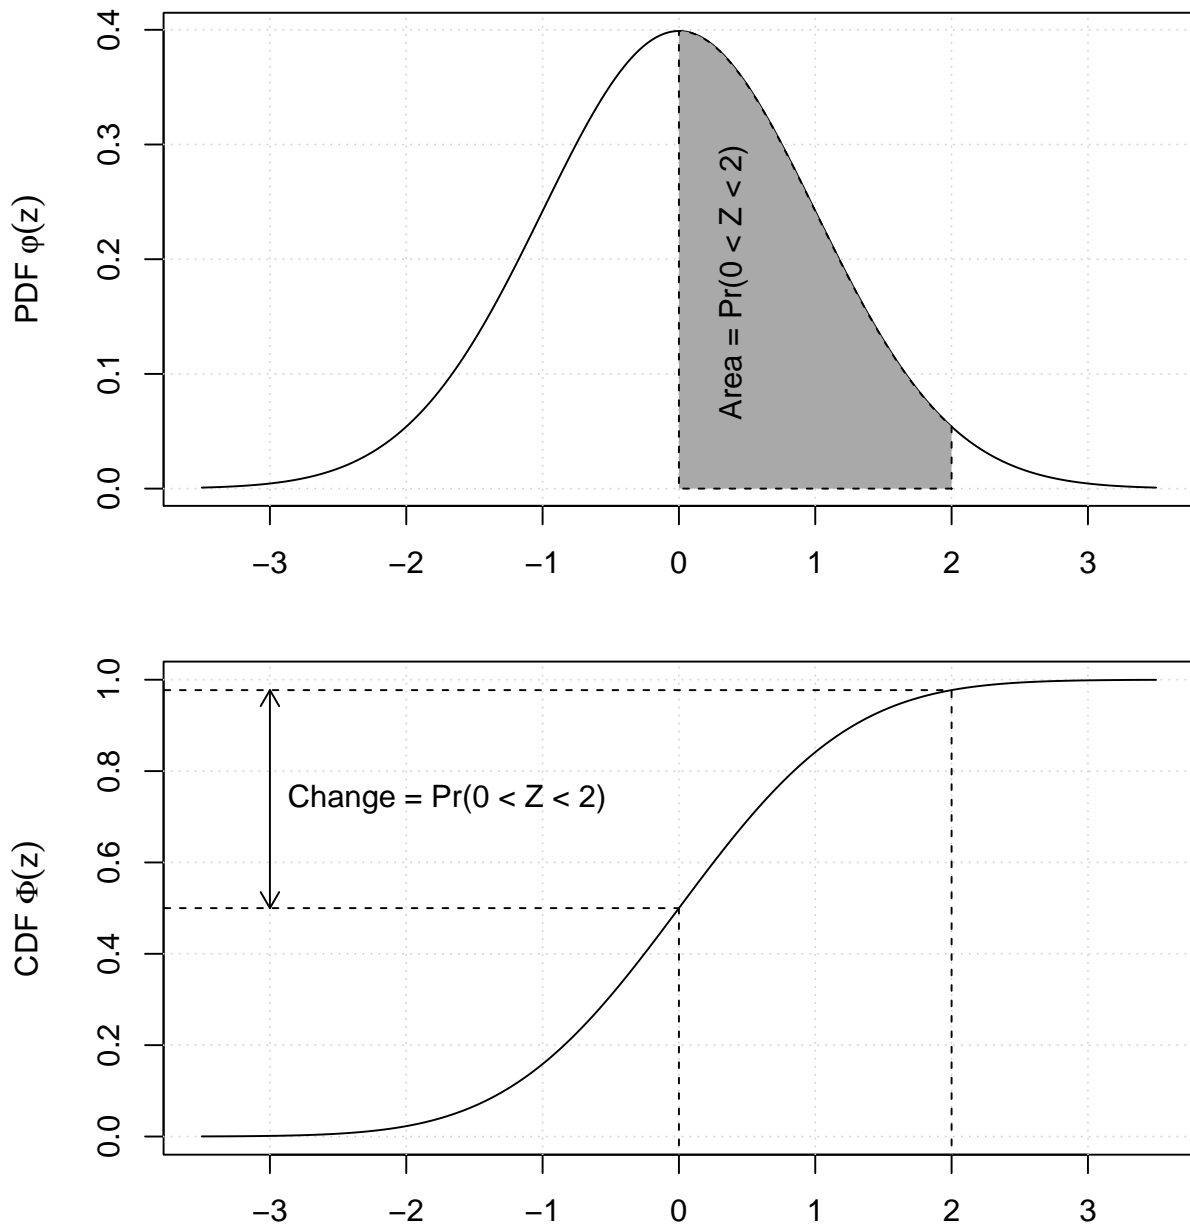 0.4
0.3
0.2
0.1
0.0
PDF φ(z)
Area = Pr(0 < Z < 2)
−3 −2 −1 0 1 2 3
1.0
0.8
0.6
0.4
0.2
0.0
CDF Φ(z)
Change = Pr(0 < Z < 2)
−3 −2 −1 0 1 2 3